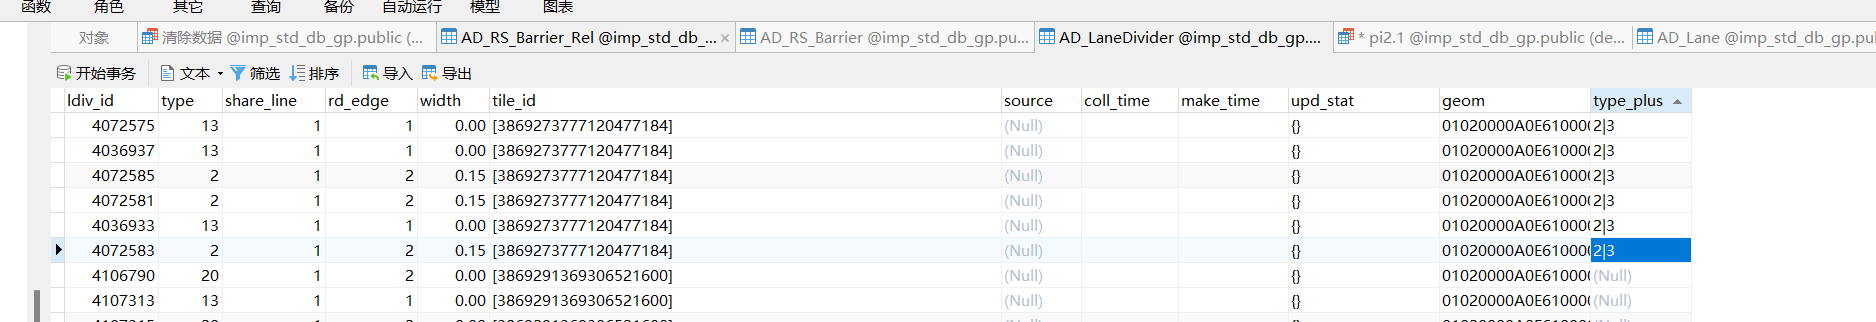 函数 角色 其它 查询 备份 自动运行 模型 图表
对象 清除数据 @imp_std_db_gp.public (... AD_RS_Barrier_Rel @imp_std_db_... × AD_RS_Barrier @imp_std_db_gp.pu... AD_LaneDivider @imp_std_db_gp.... * pi2.1 @imp_std_db_gp.public (de... AD_Lane @imp_std_db_gp.public
开始事务 文本 筛选 排序 导入 导出
ldiv_id type share_line rd_edge width tile_id source coll_time make_time upd_stat geom type_plus
4072575 13 1 1 0.00 [3869273777120477184] (Null) {} 01020000A0E61000 2|3
4036937 13 1 1 0.00 [3869273777120477184] (Null) {} 01020000A0E61000 2|3
4072585 2 1 2 0.15 [3869273777120477184] (Null) {} 01020000A0E61000 2|3
4072581 2 1 2 0.15 [3869273777120477184] (Null) {} 01020000A0E61000 2|3
4036933 13 1 1 0.00 [3869273777120477184] (Null) {} 01020000A0E61000 2|3
4072583 2 1 2 0.15 [3869273777120477184] (Null) {} 01020000A0E61000 2|3
4106790 20 1 2 0.00 [3869291369306521600] (Null) {} 01020000A0E61000 (Null)
4107313 13 1 1 0.00 [3869291369306521600] (Null) {} 01020000A0E61000 (Null)